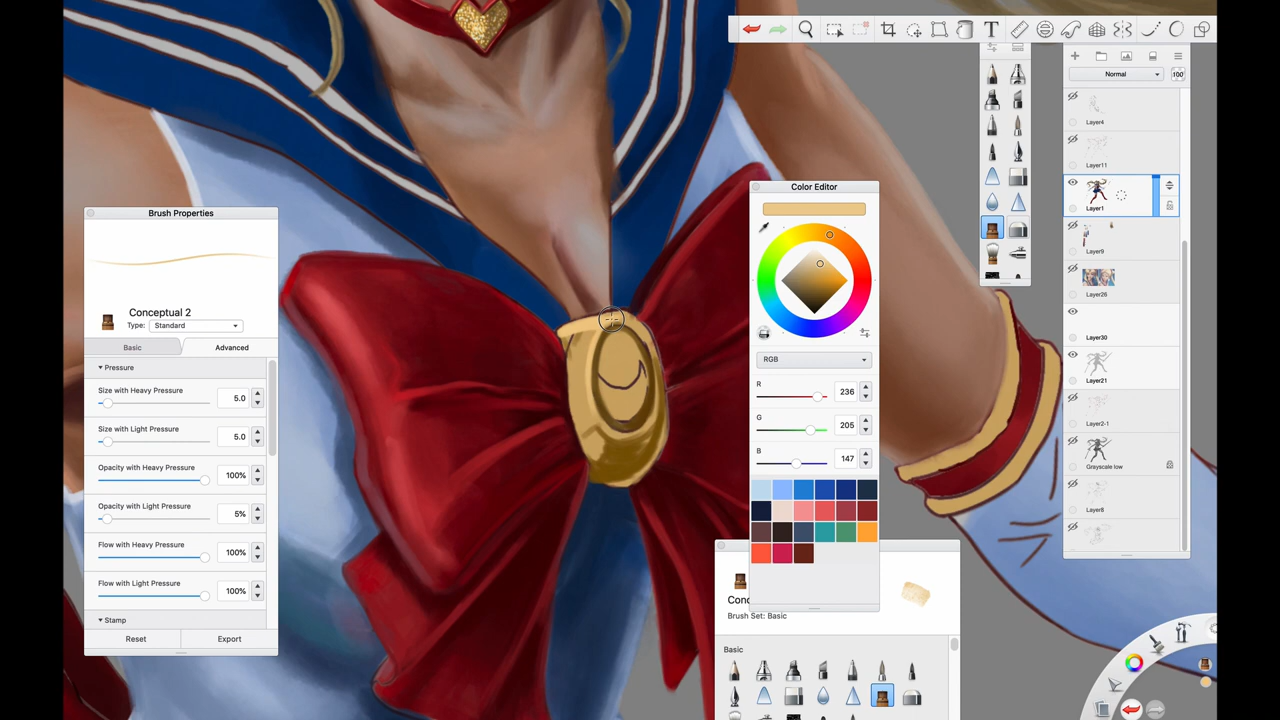 T
Normal
100
Layer4
Layer11
Layer1
Layer9
Layer26
Layer30
Layer21
Layer2-1
Grayscale low
Layer8
Brush Properties
Conceptual 2
Type: Standard
Basic
Advanced
Pressure
Size with Heavy Pressure
5.0
Size with Light Pressure
5.0
Opacity with Heavy Pressure
100%
Opacity with Light Pressure
5%
Flow with Heavy Pressure
100%
Flow with Light Pressure
100%
Stamp
Reset
Export
Color Editor
RGB
R
236
G
205
B
147
Conc
Brush Set: Basic
Basic